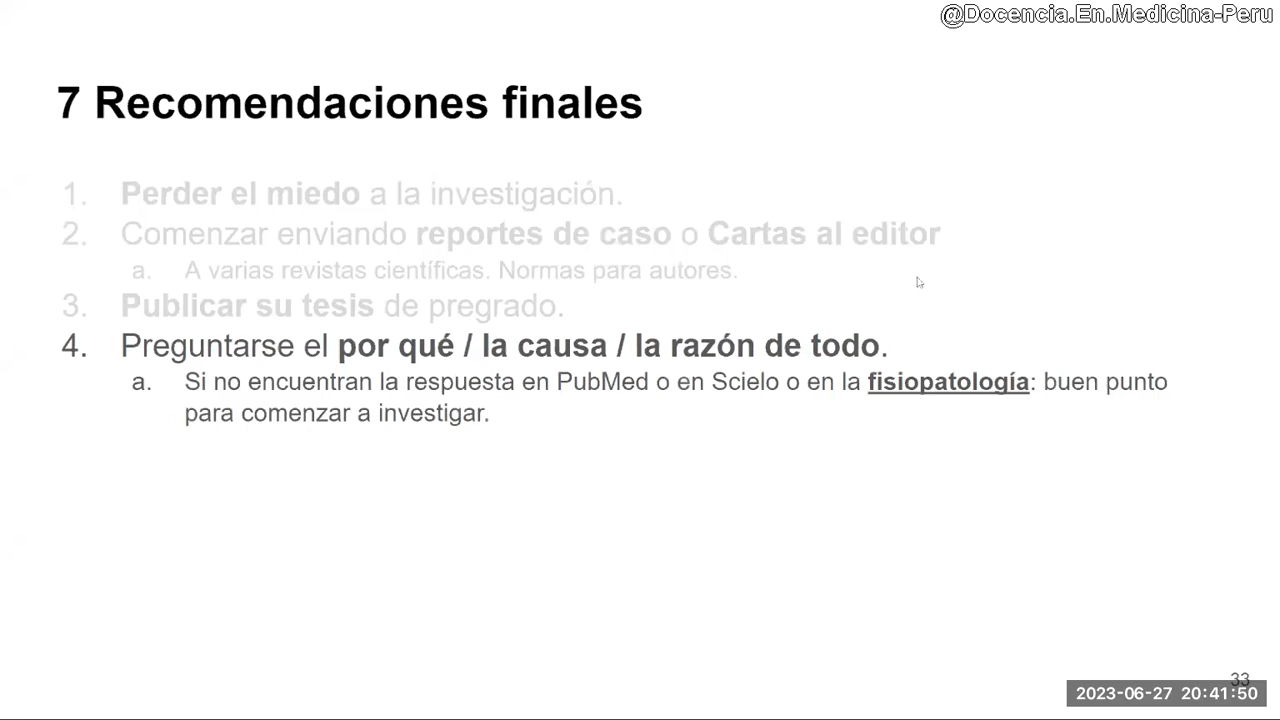 @Docencia.En.Medicina-Peru
7 Recomendaciones finales
1. Perder el miedo a la investigación.
2. Comenzar enviando reportes de caso o Cartas al editor
a. A varias revistas científicas. Normas para autores.
3. Publicar su tesis de pregrado.
4. Preguntarse el por qué / la causa / la razón de todo.
a. Si no encuentran la respuesta en PubMed o en Scielo o en la fisiopatología: buen punto
para comenzar a investigar.
33
2023-06-27 20:41:50